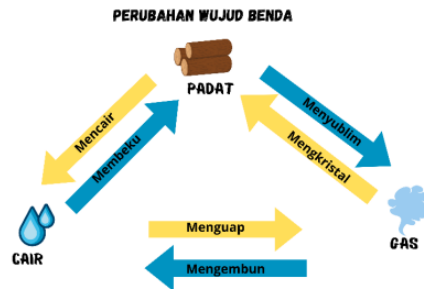 PERUBAHAN WUJUD BENDA
PADAT
Mencair
Membeku
Menyublim
Mengkristal
CAIR
Menguap
Mengembun
GAS